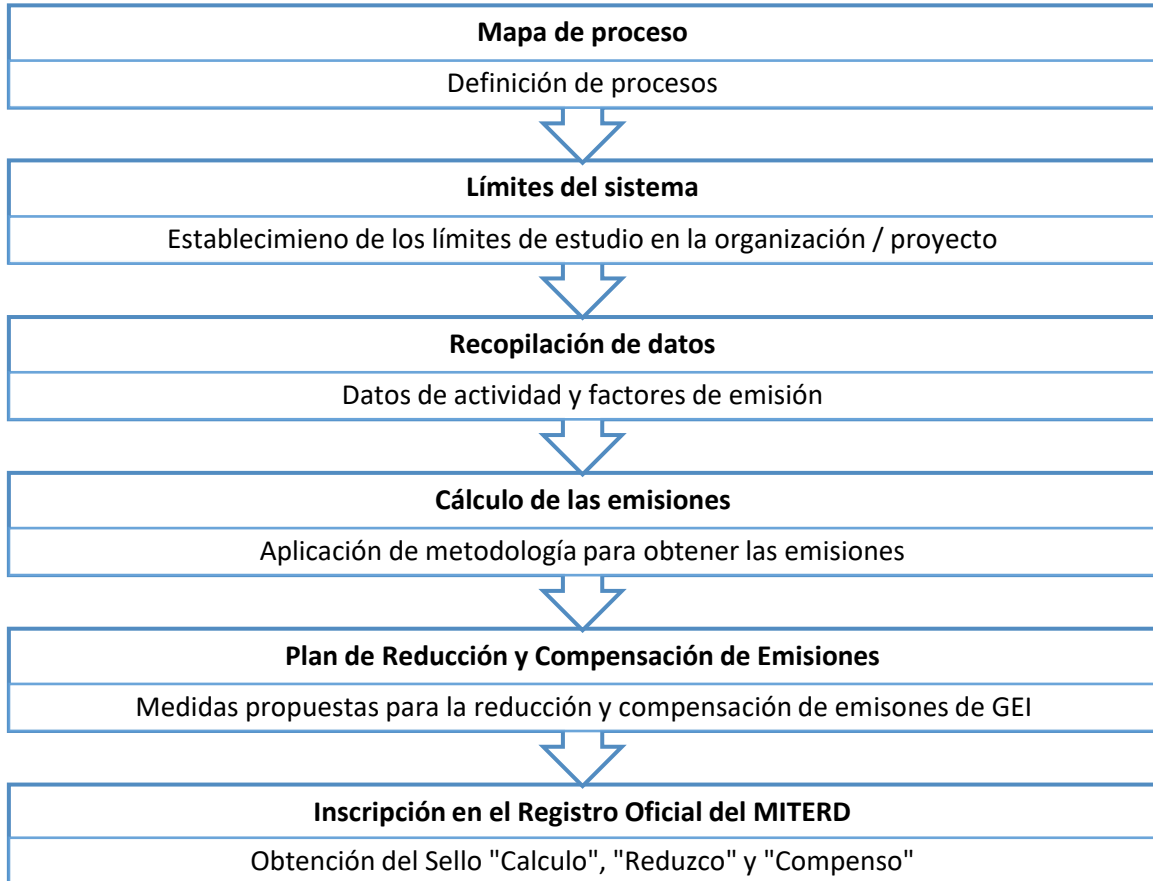 Mapa de proceso
Definición de procesos
Límites del sistema
Establecimieno de los límites de estudio en la organización / proyecto
Recopilación de datos
Datos de actividad y factores de emisión
Cálculo de las emisiones
Aplicación de metodología para obtener las emisiones
Plan de Reducción y Compensación de Emisiones
Medidas propuestas para la reducción y compensación de emisones de GEI
Inscripción en el Registro Oficial del MITERD
Obtención del Sello "Calculo", "Reduzco" y "Compenso"